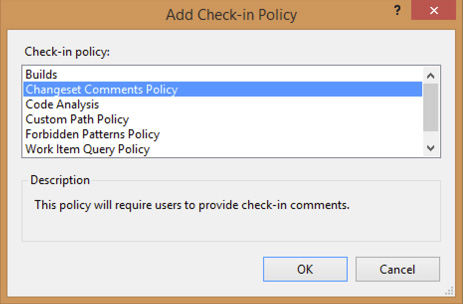 Add Check-in Policy
?
Check-in policy:
Builds
Changeset Comments Policy
Code Analysis
Custom Path Policy
Forbidden Patterns Policy
Work Item Query Policy
Description
This policy will require users to provide check-in comments.
OK Cancel